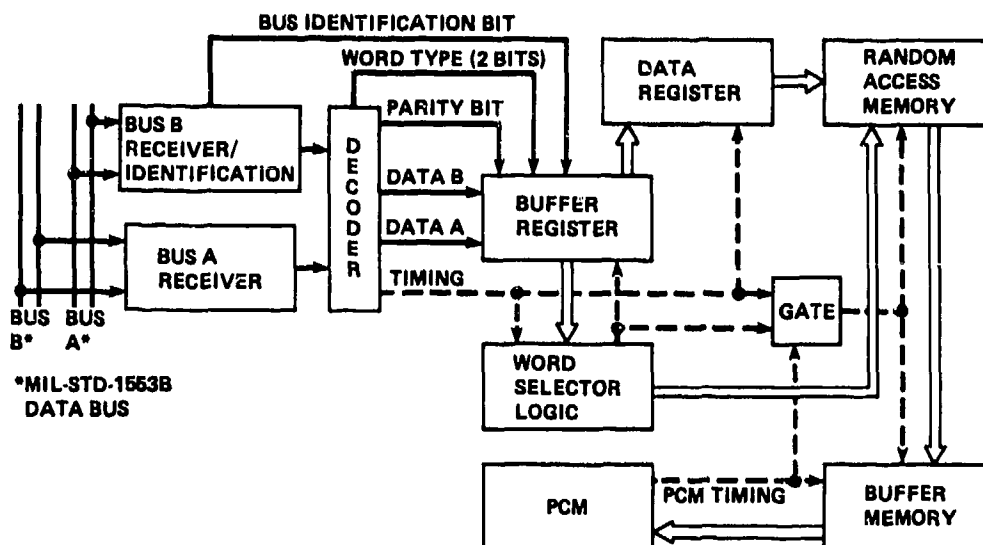 BUS IDENTIFICATION BIT
WORD TYPE (2 BITS)
PARITY BIT
DATA
REGISTER
RANDOM
ACCESS
MEMORY
BUS B
RECEIVER/
IDENTIFICATION
DECODER
DATA B
DATA A
TIMING
BUFFER
REGISTER
BUS A
RECEIVER
BUS
B*
BUS
A*
GATE
*MIL-STD-1553B
DATA BUS
WORD
SELECTOR
LOGIC
PCM
PCM TIMING
BUFFER
MEMORY